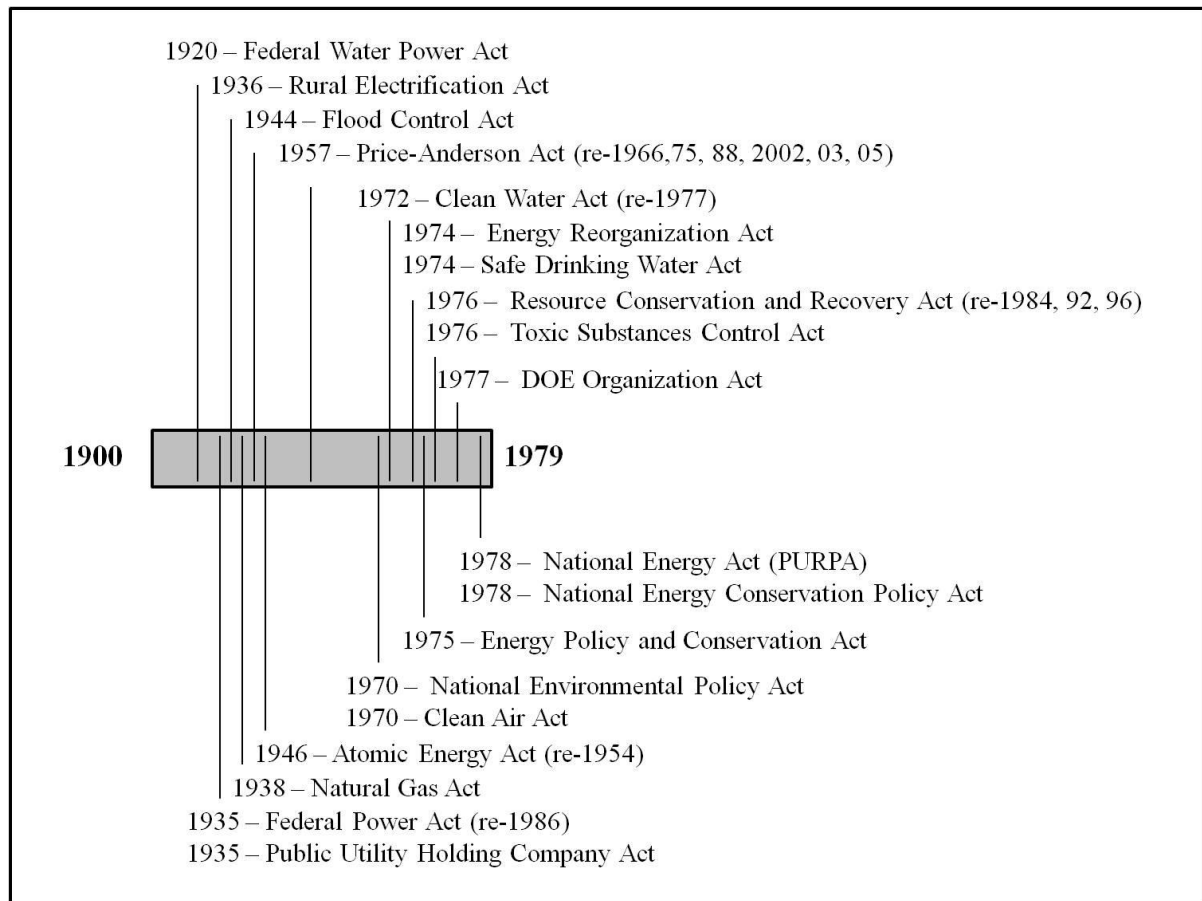 1920 – Federal Water Power Act
1936 – Rural Electrification Act
1944 – Flood Control Act
1957 – Price-Anderson Act (re-1966,75, 88, 2002, 03, 05)
1972 – Clean Water Act (re-1977)
1974 – Energy Reorganization Act
1974 – Safe Drinking Water Act
1976 – Resource Conservation and Recovery Act (re-1984, 92, 96)
1976 – Toxic Substances Control Act
1977 – DOE Organization Act
1900
1979
1978 – National Energy Act (PURPA)
1978 – National Energy Conservation Policy Act
1975 – Energy Policy and Conservation Act
1970 – National Environmental Policy Act
1970 – Clean Air Act
1946 – Atomic Energy Act (re-1954)
1938 – Natural Gas Act
1935 – Federal Power Act (re-1986)
1935 – Public Utility Holding Company Act